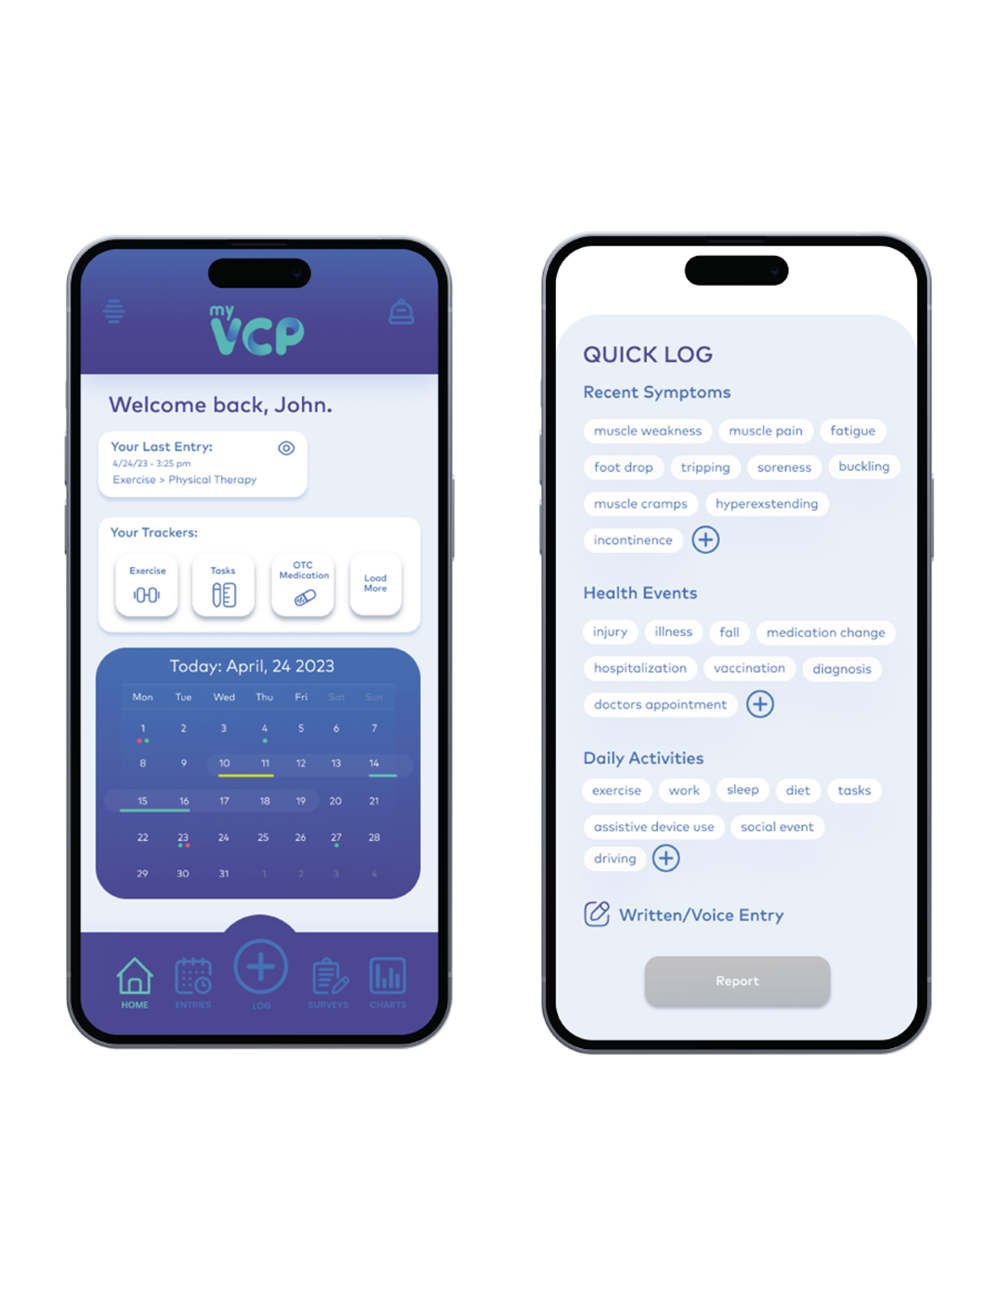 my
VCP
Welcome back, John.
Your Last Entry:
4/24/23 - 3:25 pm
Exercise > Physical Therapy
Your Trackers:
Exercise
Tasks
OTC
Medication
Load
More
Today: April, 24 2023
Mon Tue Wed Thu Fri Sat Sun
1 2 3 4 5 6 7
8 9 10 11 12 13 14
15 16 17 18 19 20 21
22 23 24 25 26 27 28
29 30 31 1 2 3 4
HOME ENTRIES LOG SURVEYS CHARTS
QUICK LOG
Recent Symptoms
muscle weakness muscle pain fatigue
foot drop tripping soreness buckling
muscle cramps hyperexstending
incontinence
Health Events
injury illness fall medication change
hospitalization vaccination diagnosis
doctors appointment
Daily Activities
exercise work sleep diet tasks
assistive device use social event
driving
Written/Voice Entry
Report